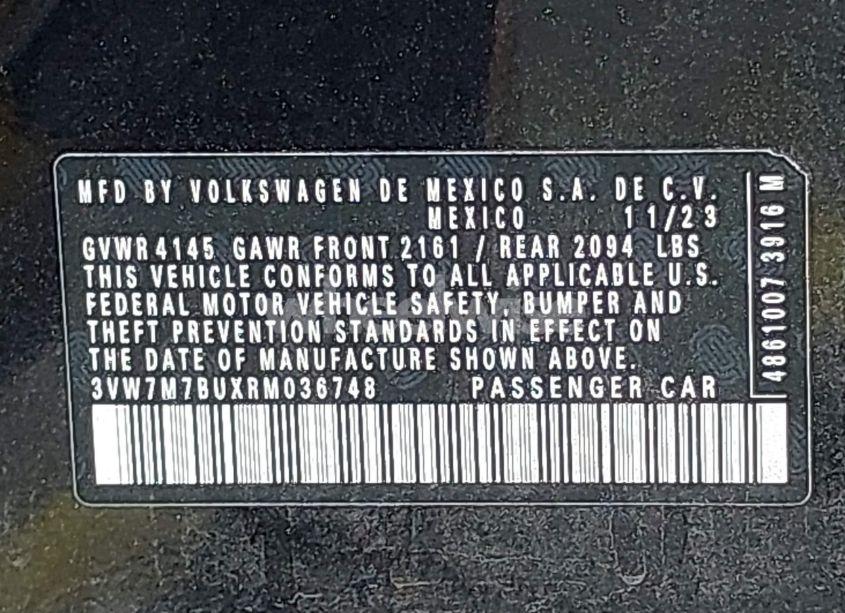 MFD BY VOLKSWAGEN DE MEXICO S.A. DE C.V.
MEXICO 11/23
GVWR 4145 GAWR FRONT 2161 / REAR 2094 LBS
THIS VEHICLE CONFORMS TO ALL APPLICABLE U.S.
FEDERAL MOTOR VEHICLE SAFETY, BUMPER AND
THEFT PREVENTION STANDARDS IN EFFECT ON
THE DATE OF MANUFACTURE SHOWN ABOVE.
3VW7M7BUXRM036748 PASSENGER CAR
4861007 3916 M